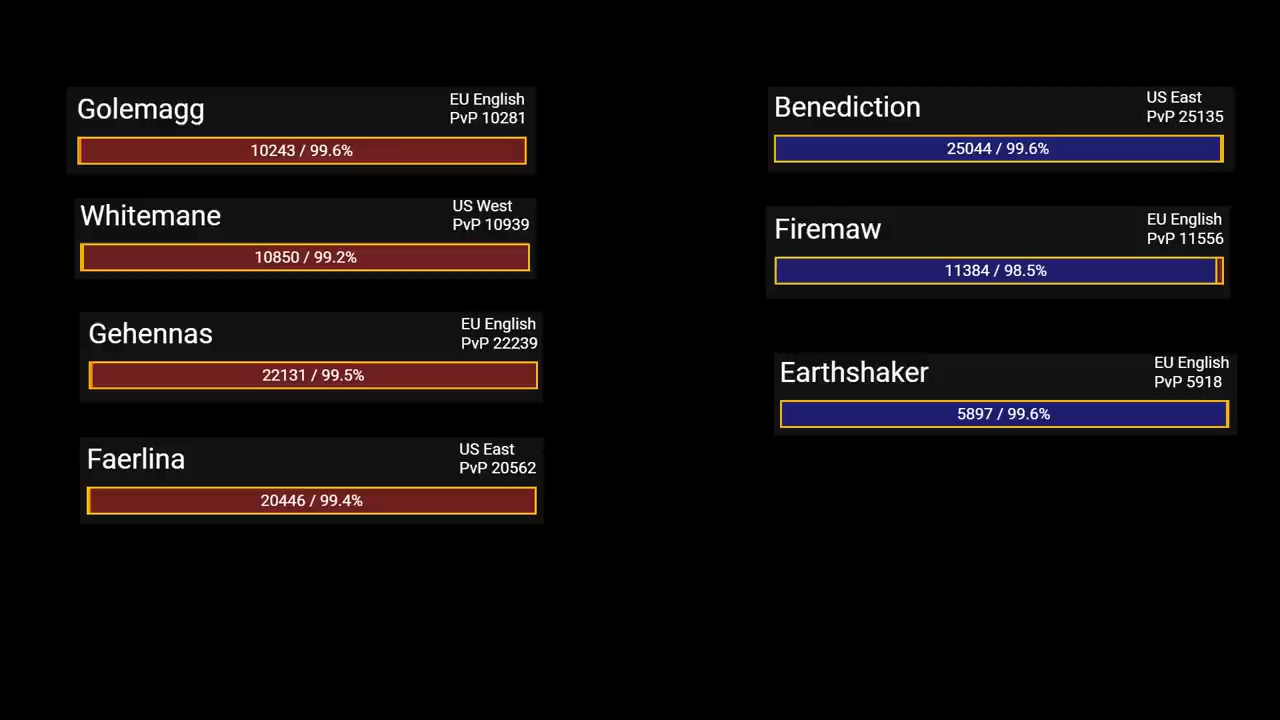 Golemagg
EU English
PvP 10281
10243 / 99.6%
Whitemane
US West
PvP 10939
10850 / 99.2%
Gehennas
EU English
PvP 22239
22131 / 99.5%
Faerlina
US East
PvP 20562
20446 / 99.4%
Benediction
US East
PvP 25135
25044 / 99.6%
Firemaw
EU English
PvP 11556
11384 / 98.5%
Earthshaker
EU English
PvP 5918
5897 / 99.6%